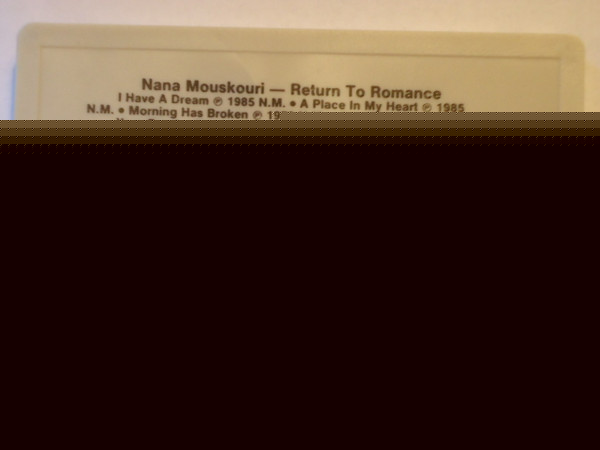 Nana Mouskouri — Return To Romance
I Have A Dream ℗ 1985 N.M. • A Place In My Heart ℗ 1985
N.M. • Morning Has Broken ℗